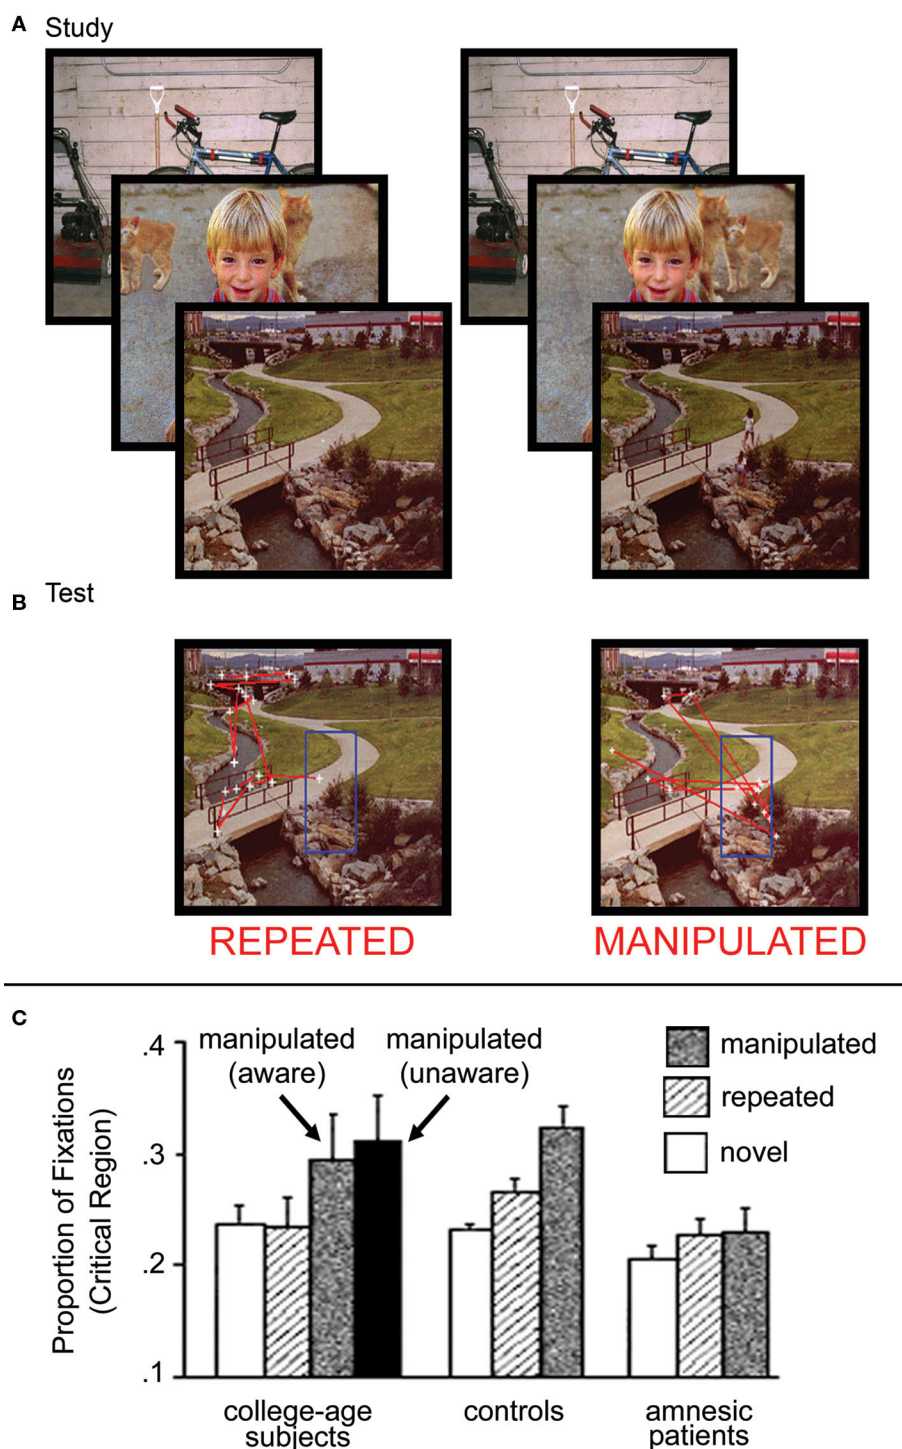 A
Study
B
Test
REPEATED
MANIPULATED
C
manipulated
(aware)
manipulated
(unaware)
manipulated
repeated
novel
Proportion of Fixations
(Critical Region)
.4
.3
.2
.1
college-age
subjects
controls
amnesic
patients